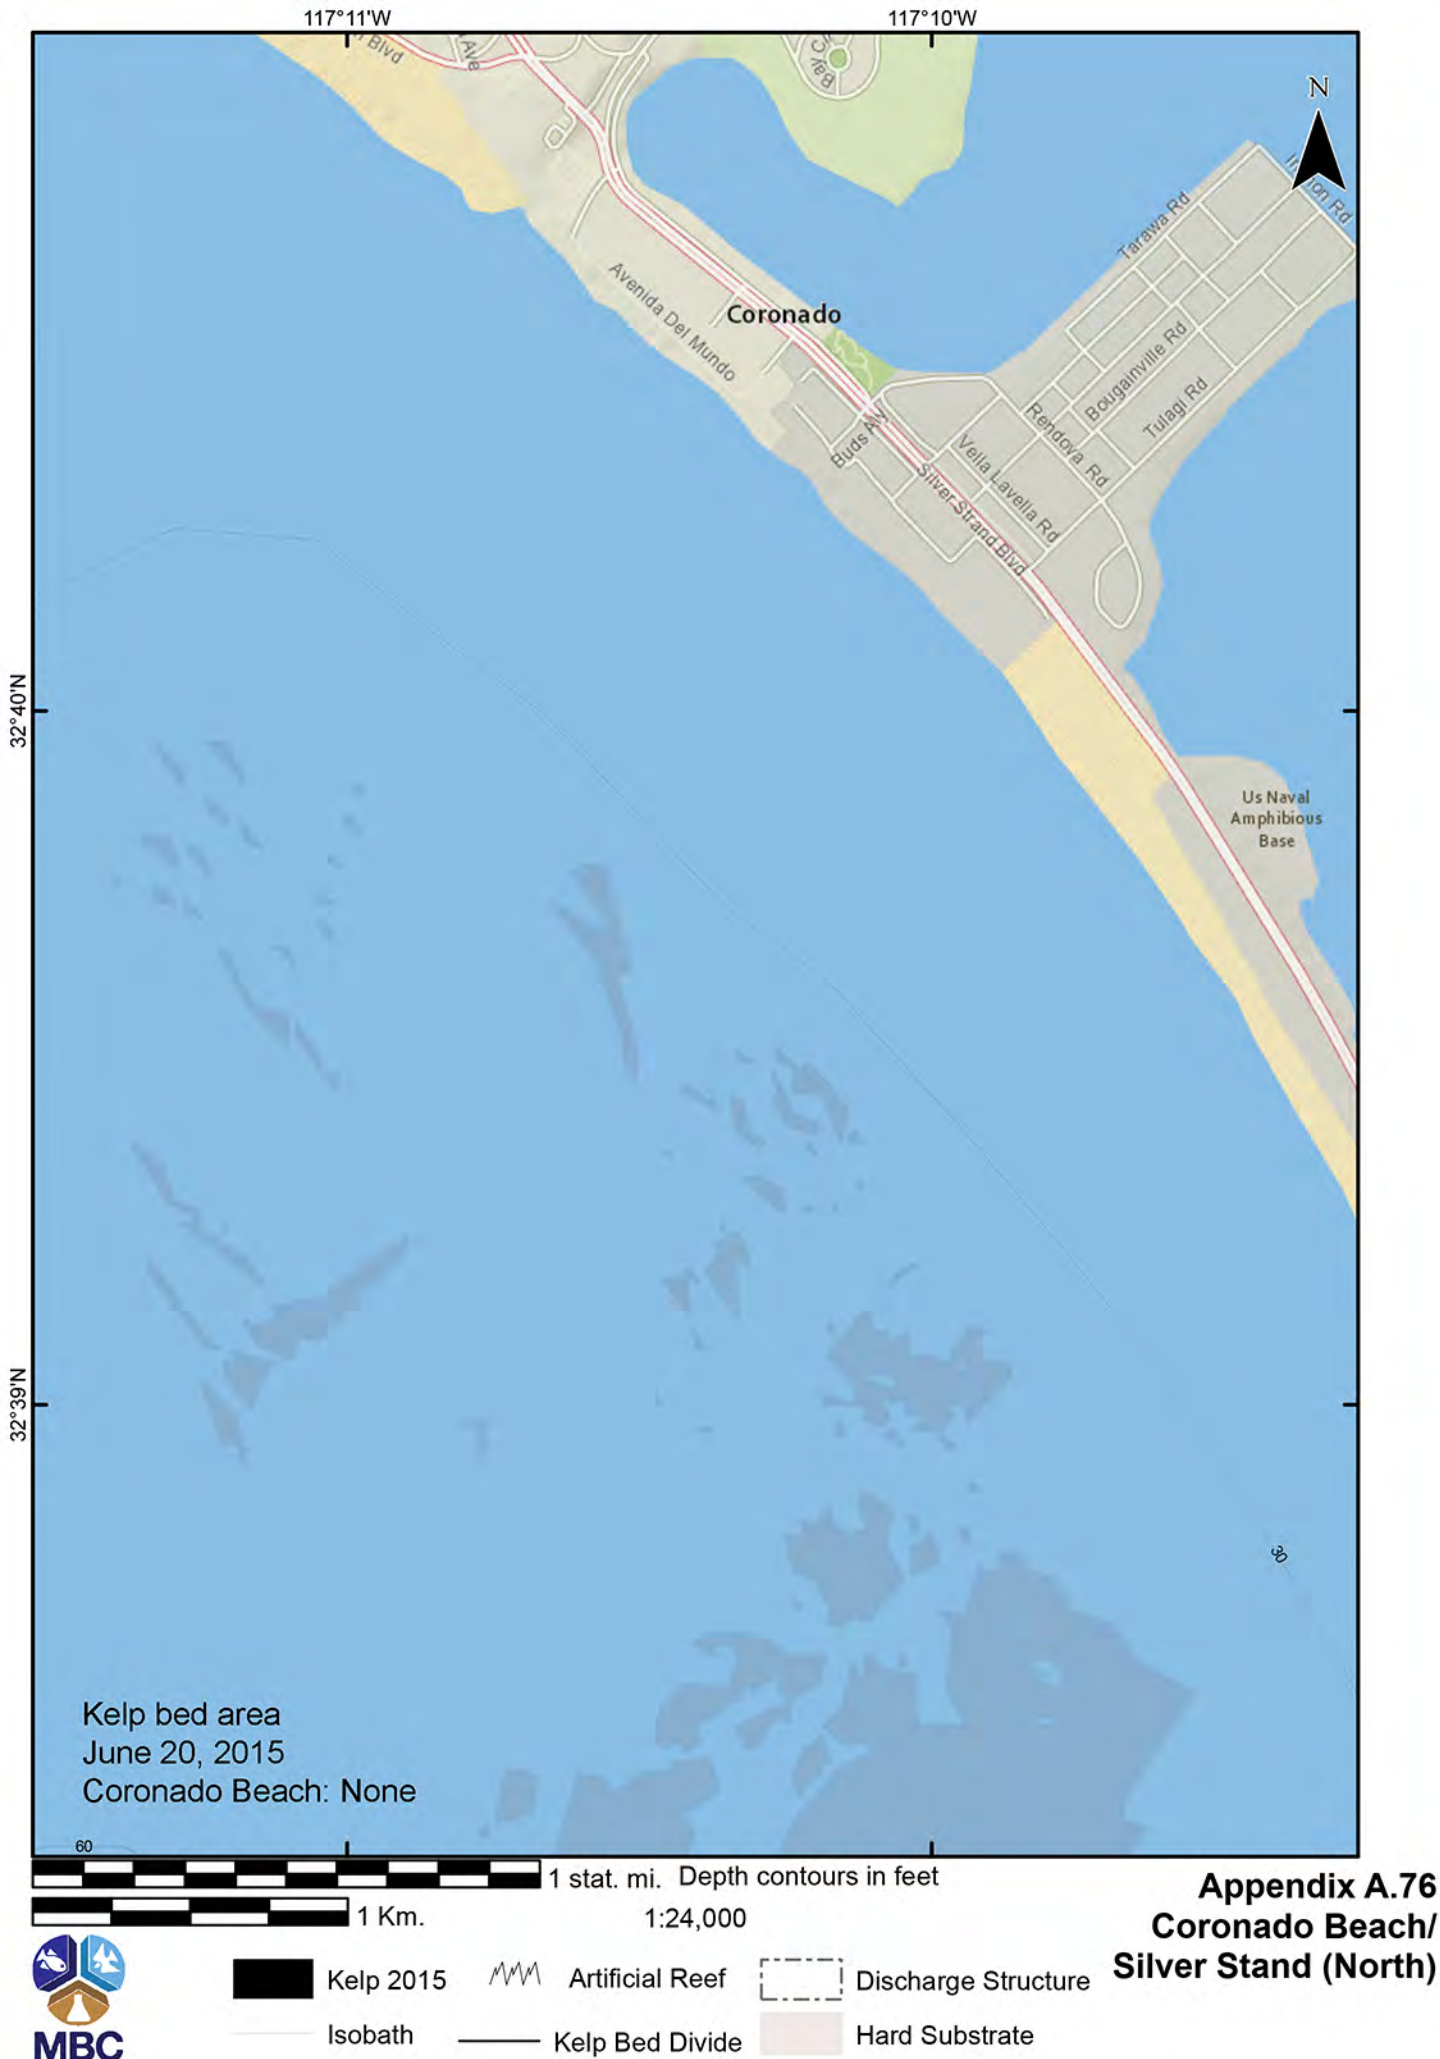 117°11'W
117°10'W
Blvd
Ave
Bay C
N
Tarawa Rd
Avenida Del Mundo
Coronado
Bougainville Rd
Tulagi Rd
Rendova Rd
Buds
Vella Lavella Rd
Silver Strand Blvd
32°40'N
Us Naval
Amphibious
Base
32°39'N
30
Kelp bed area
June 20, 2015
Coronado Beach: None
60
1 stat. mi. Depth contours in feet
1 Km.
1:24,000
Appendix A.76
Coronado Beach/
Silver Stand (North)
Kelp 2015
Artificial Reef
Discharge Structure
Isobath
Kelp Bed Divide
Hard Substrate
MBC